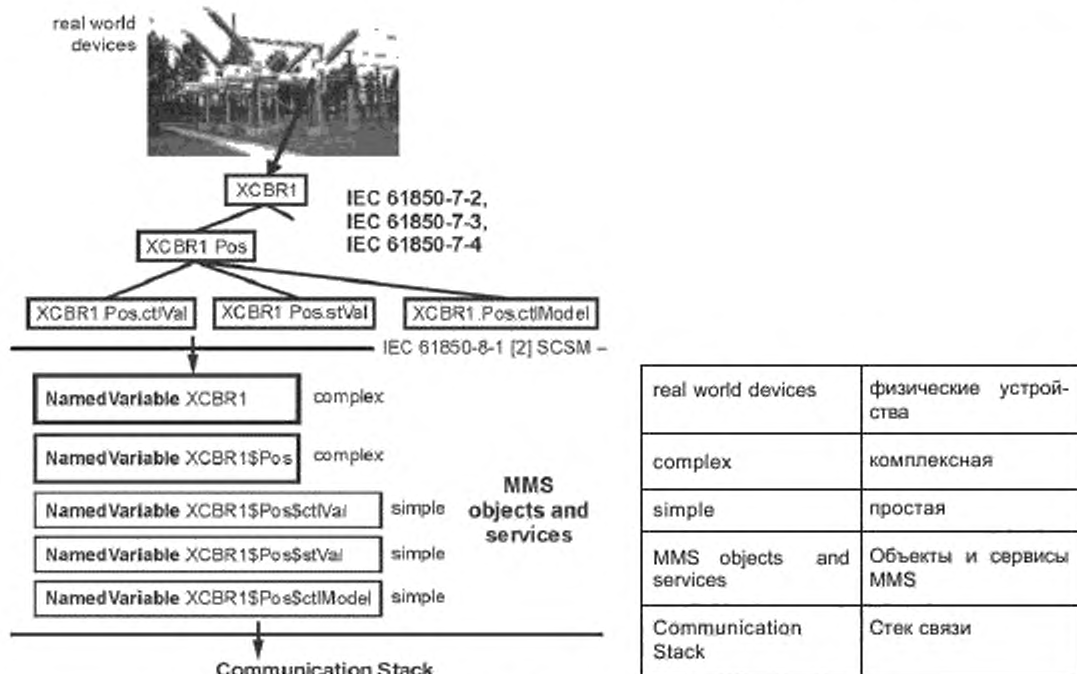 real world
devices
XCBR1
IEC 61850-7-2,
IEC 61850-7-3,
IEC 61850-7-4
XCBR1 Pos
XCBR1 Pos.ctlVal
XCBR1 Pos.stVal
XCBR1.Pos.ctlModel
IEC 61850-8-1 [2] SCSM –
NamedVariable XCBR1
complex
NamedVariable XCBR1$Pos
complex
NamedVariable XCBR1$Pos$ctlVal
simple
NamedVariable XCBR1$Pos$stVal
simple
NamedVariable XCBR1$Pos$ctlModel
simple
MMS
objects and
services
Communication Stack
real world devices
физические устрой-
ства
complex
комплексная
simple
простая
MMS objects and
services
Объекты и сервисы
MMS
Communication
Stack
Стек связи